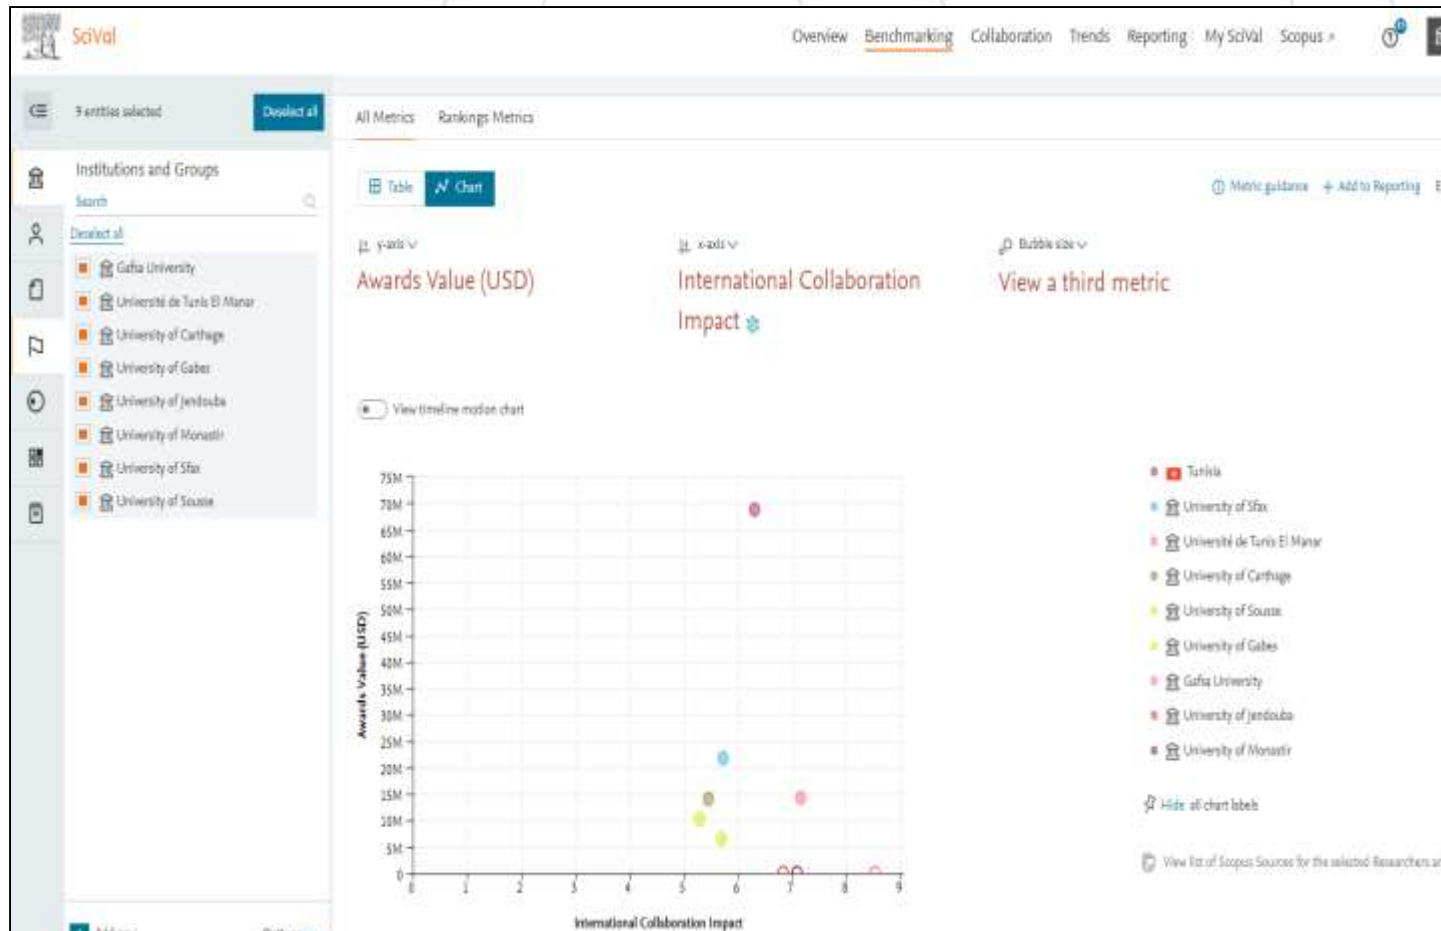 SciVal
Overview Benchmarking Collaboration Trends Reporting My SciVal Scopus
9 entities selected
Deselect all
All Metrics Rankings Metrics
Institutions and Groups
Search
Deselect all
Gafsa University
Université de Tunis El Manar
University of Carthage
University of Gabes
University of Jendouba
University of Monastir
University of Sfax
University of Sousse
Table Chart
Metric guidance + Add to Reporting
y-axis
Awards Value (USD)
x-axis
International Collaboration
Impact
Bubble size
View a third metric
View timeline motion chart
75M
70M
65M
60M
55M
50M
45M
40M
35M
30M
25M
20M
15M
10M
5M
0
Awards Value (USD)
0 1 2 3 4 5 6 7 8 9
International Collaboration Impact
Tunisia
University of Sfax
Université de Tunis El Manar
University of Carthage
University of Sousse
University of Gabes
Gafsa University
University of Jendouba
University of Monastir
Hide all chart labels
View list of Scopus Sources for the selected Researchers